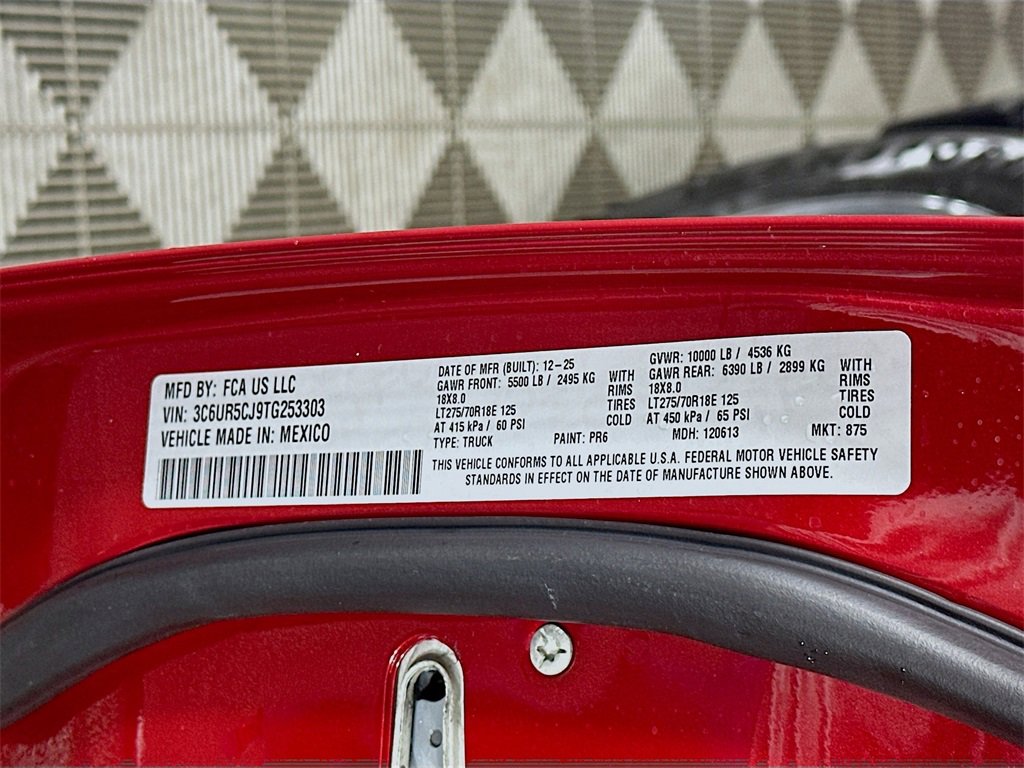 MFD BY: FCA US LLC
VIN: 3C6UR5CJ9TG253303
VEHICLE MADE IN: MEXICO
DATE OF MFR (BUILT): 12-25
GAWR FRONT: 5500 LB / 2495 KG
18X8.0
LT275/70R18E 125
AT 415 kPa / 60 PSI
WITH
RIMS
TIRES
COLD
TYPE: TRUCK PAINT: PR6
GVWR: 10000 LB / 4536 KG
GAWR REAR: 6390 LB / 2899 KG
18X8.0
LT275/70R18E 125
AT 450 kPa / 65 PSI
WITH
RIMS
TIRES
COLD
MDH: 120613 MKT: 875
THIS VEHICLE CONFORMS TO ALL APPLICABLE U.S.A. FEDERAL MOTOR VEHICLE SAFETY
STANDARDS IN EFFECT ON THE DATE OF MANUFACTURE SHOWN ABOVE.